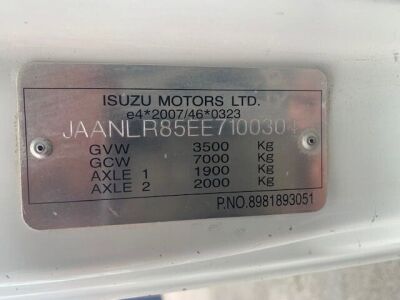 ISUZU MOTORS LTD.
e4*2007/46*0323
JAANLR85EE7100304
GVW 3500 Kg
GCW 7000 Kg
AXLE 1 1900 Kg
AXLE 2 2000 Kg
P.NO.8981893051